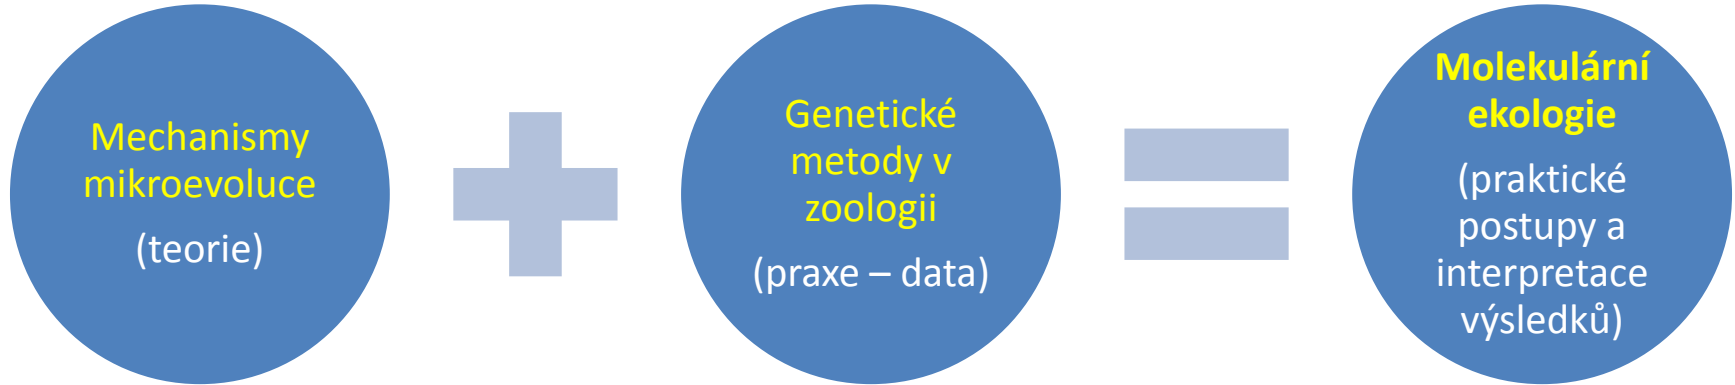 Mechanismy
mikroevoluce
(teorie)
Genetické
metody v
zoologii
(praxe – data)
Molekulární
ekologie
(praktické
postupy a
interpretace
výsledků)